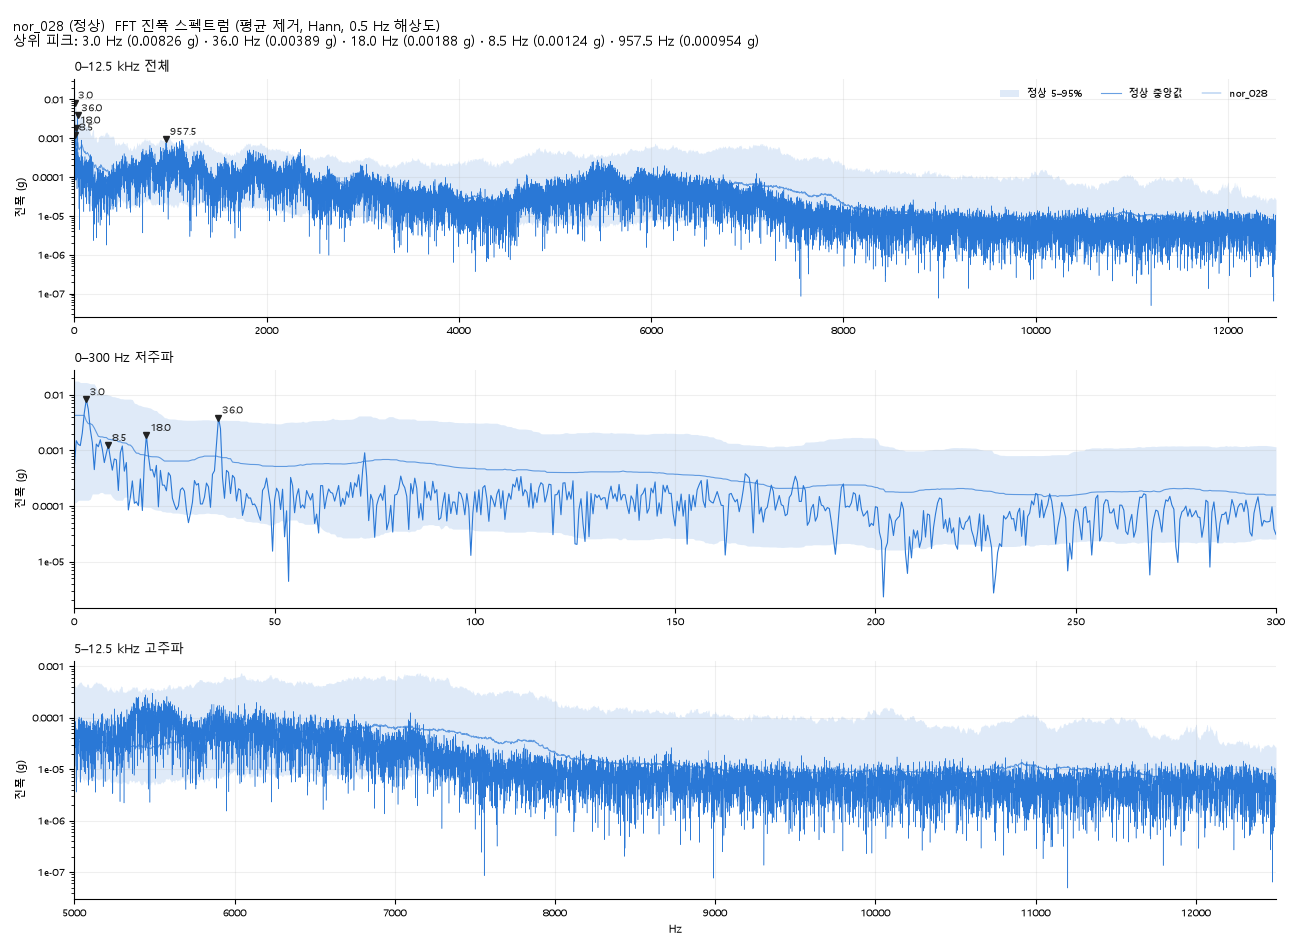 nor_028 (정상)  FFT 진폭 스펙트럼 (평균 제거, Hann, 0.5 Hz 해상도)
상위 피크: 3.0 Hz (0.00826 g) · 36.0 Hz (0.00389 g) · 18.0 Hz (0.00188 g) · 8.5 Hz (0.00124 g) · 957.5 Hz (0.000954 g)
0–12.5 kHz 전체
정상 5–95% 정상 중앙값 nor_028
3.0
36.0
18.0
8.5
957.5
진폭 (g)
0.01
0.001
0.0001
1e-05
1e-06
1e-07
0 2000 4000 6000 8000 10000 12000
0–300 Hz 저주파
3.0
8.5
18.0
36.0
진폭 (g)
0.01
0.001
0.0001
1e-05
0 50 100 150 200 250 300
5–12.5 kHz 고주파
진폭 (g)
0.001
0.0001
1e-05
1e-06
1e-07
5000 6000 7000 8000 9000 10000 11000 12000
Hz